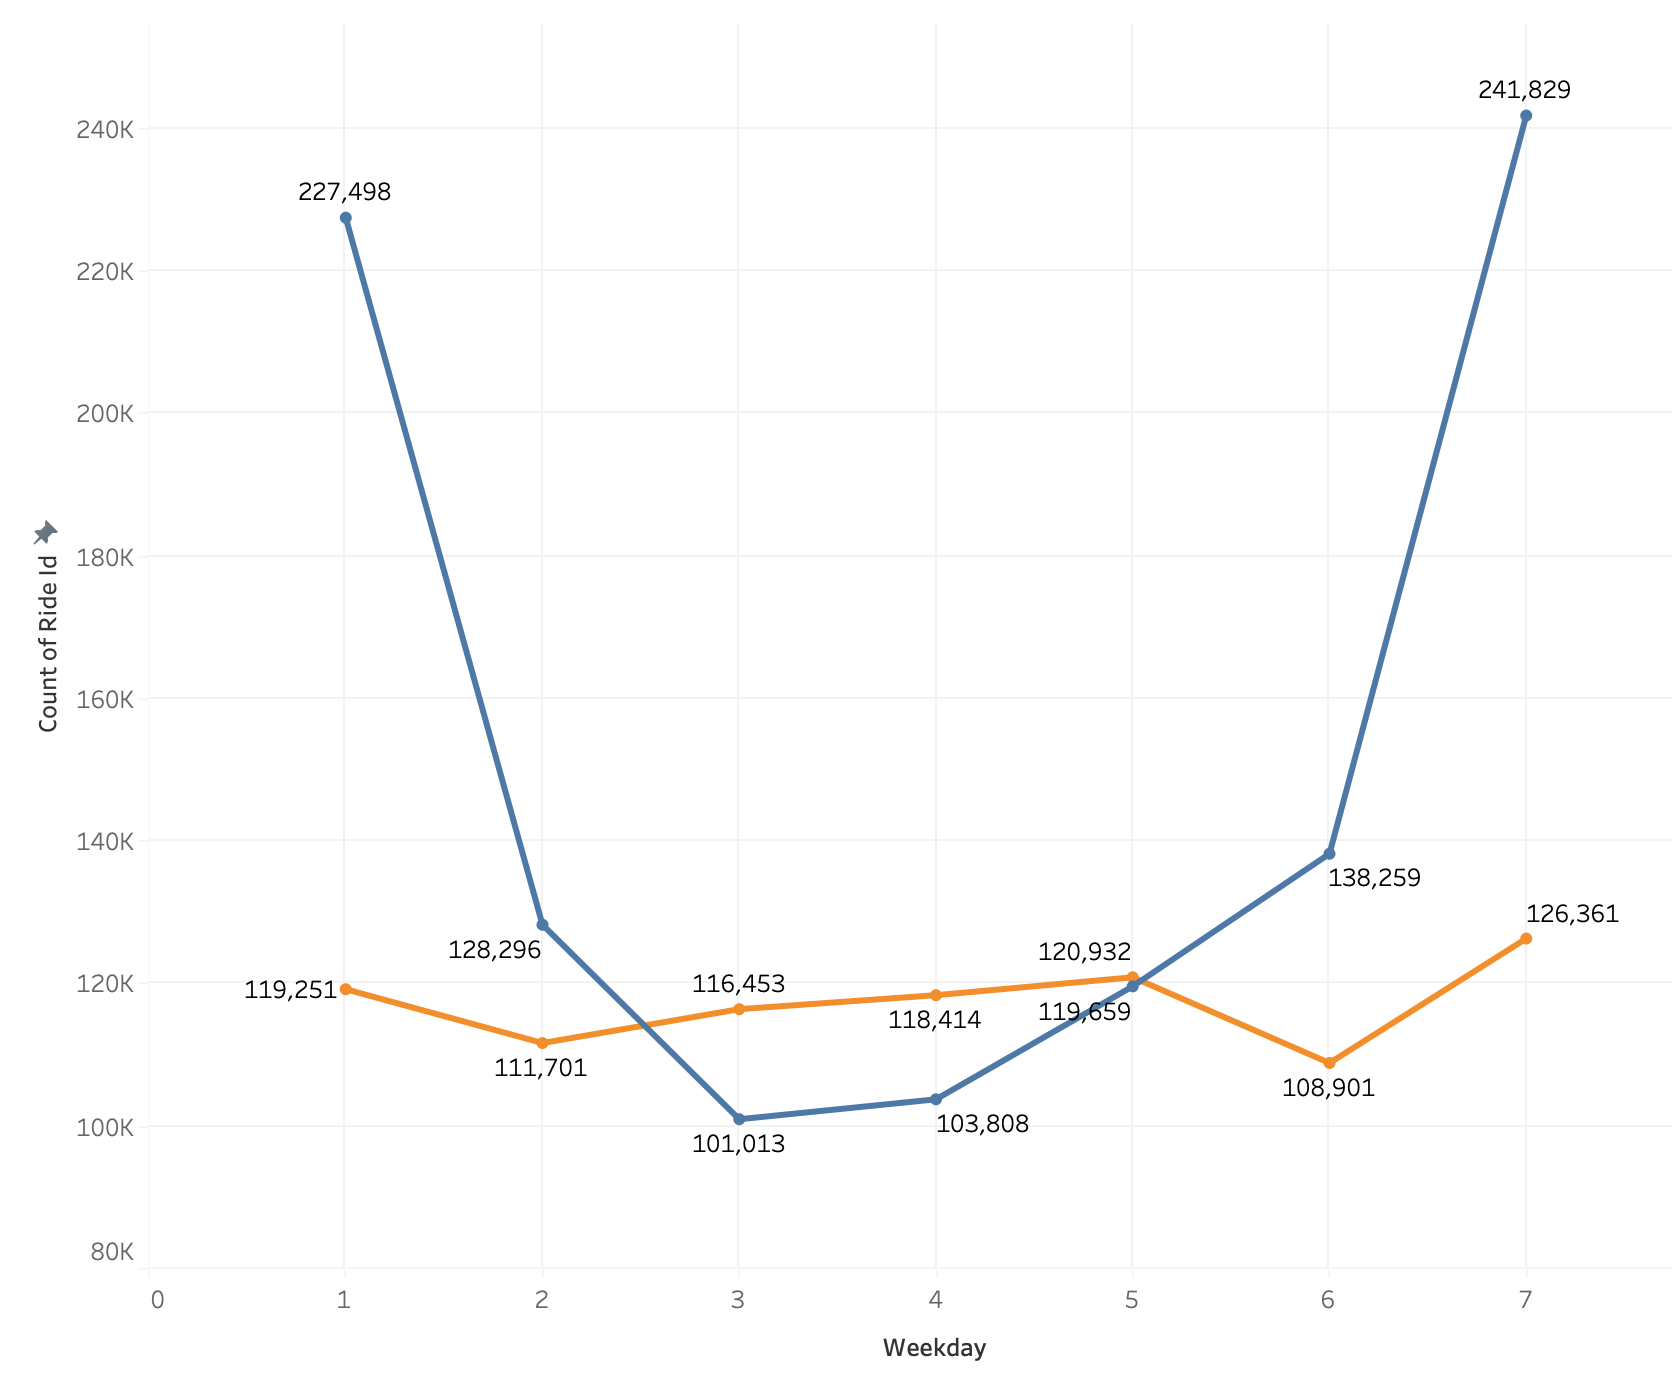 241,829
240K
227,498
220K
200K
180K
Count of Ride Id
160K
140K
138,259
126,361
128,296
120,932
120K
119,251
116,453
118,414
119,659
111,701
108,901
100K
101,013
103,808
80K
0 1 2 3 4 5 6 7
Weekday